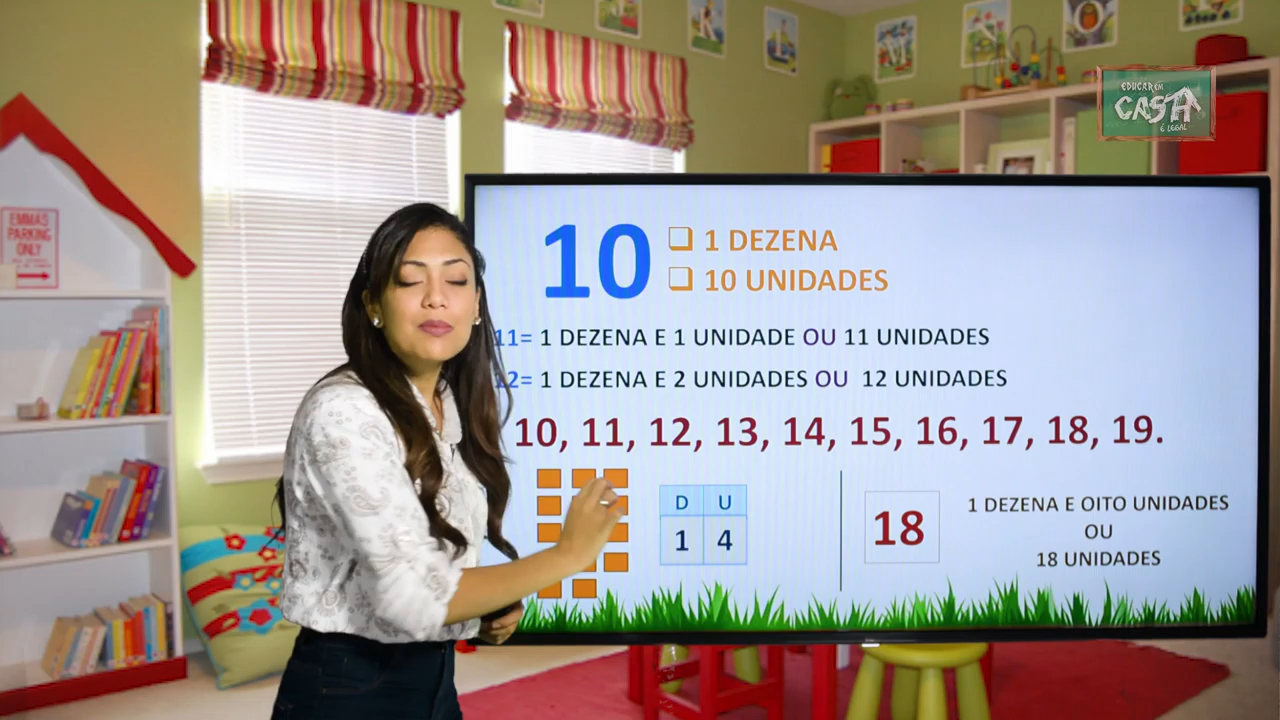 EDUCAR EM
CASA
É LEGAL
EMMAS
PARKING
ONLY
10
1 DEZENA
10 UNIDADES
11= 1 DEZENA E 1 UNIDADE OU 11 UNIDADES
12= 1 DEZENA E 2 UNIDADES OU 12 UNIDADES
10, 11, 12, 13, 14, 15, 16, 17, 18, 19.
D U
1 4
18
1 DEZENA E OITO UNIDADES
OU
18 UNIDADES